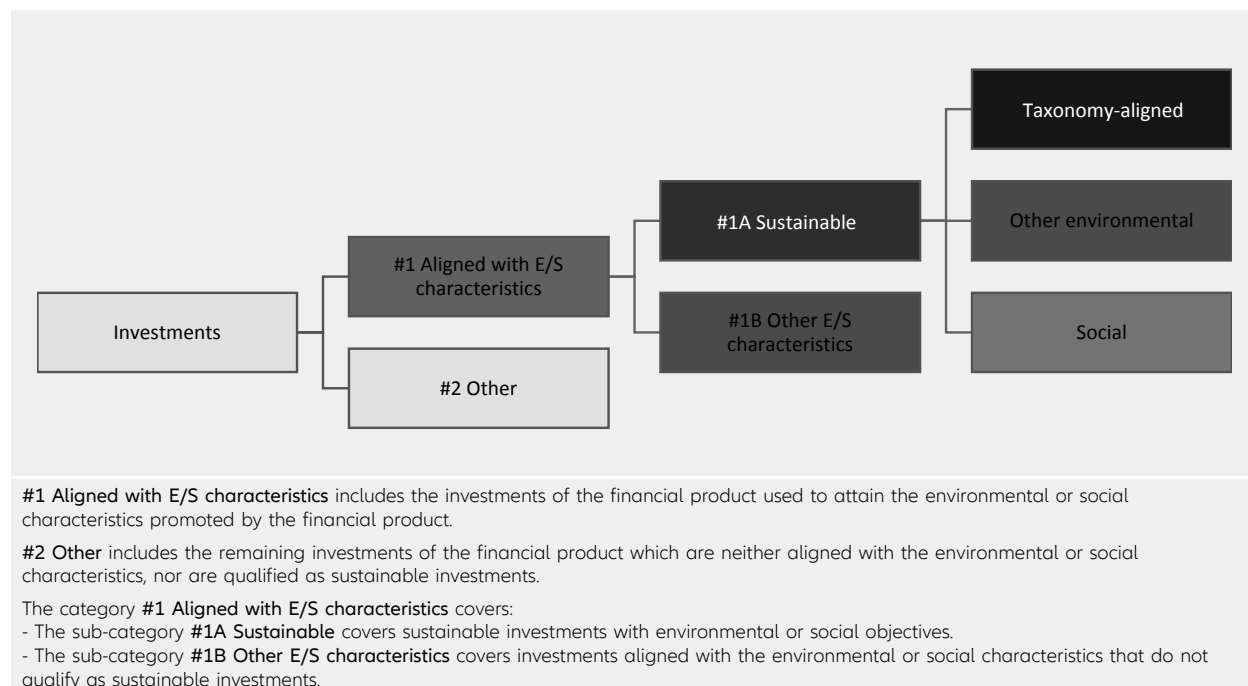 Taxonomy-aligned
#1A Sustainable
Other environmental
#1 Aligned with E/S
characteristics
Investments
#1B Other E/S
characteristics
Social
#2 Other
#1 Aligned with E/S characteristics includes the investments of the financial product used to attain the environmental or social
characteristics promoted by the financial product.
#2 Other includes the remaining investments of the financial product which are neither aligned with the environmental or social
characteristics, nor are qualified as sustainable investments.
The category #1 Aligned with E/S characteristics covers:
- The sub-category #1A Sustainable covers sustainable investments with environmental or social objectives.
- The sub-category #1B Other E/S characteristics covers investments aligned with the environmental or social characteristics that do not
qualify as sustainable investments.